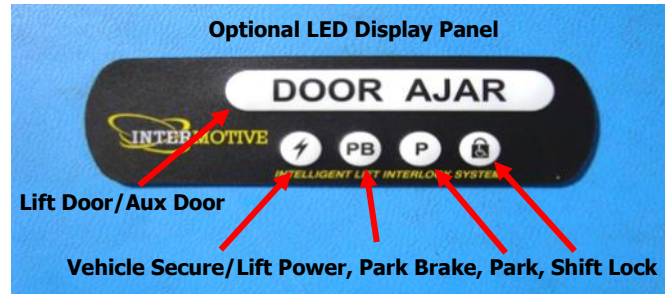 Optional LED Display Panel
DOOR AJAR
INTERMOTIVE
PB P
INTELLIGENT LIFT INTERLOCK SYSTEM
Lift Door/Aux Door
Vehicle Secure/Lift Power, Park Brake, Park, Shift Lock